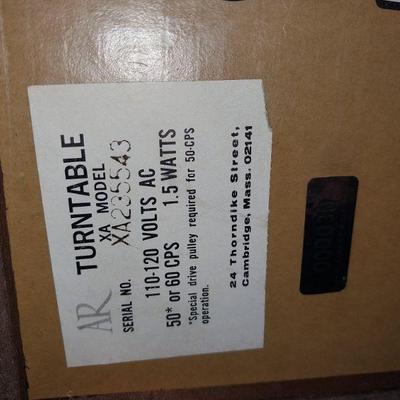 AR TURNTABLE
XA MODEL
SERIAL NO. XA235543
110-120 VOLTS AC
50* or 60 CPS 1.5 WATTS
*Special drive pulley required for 50-CPS
operation.
24 Thorndike Street,
Cambridge, Mass. 02141